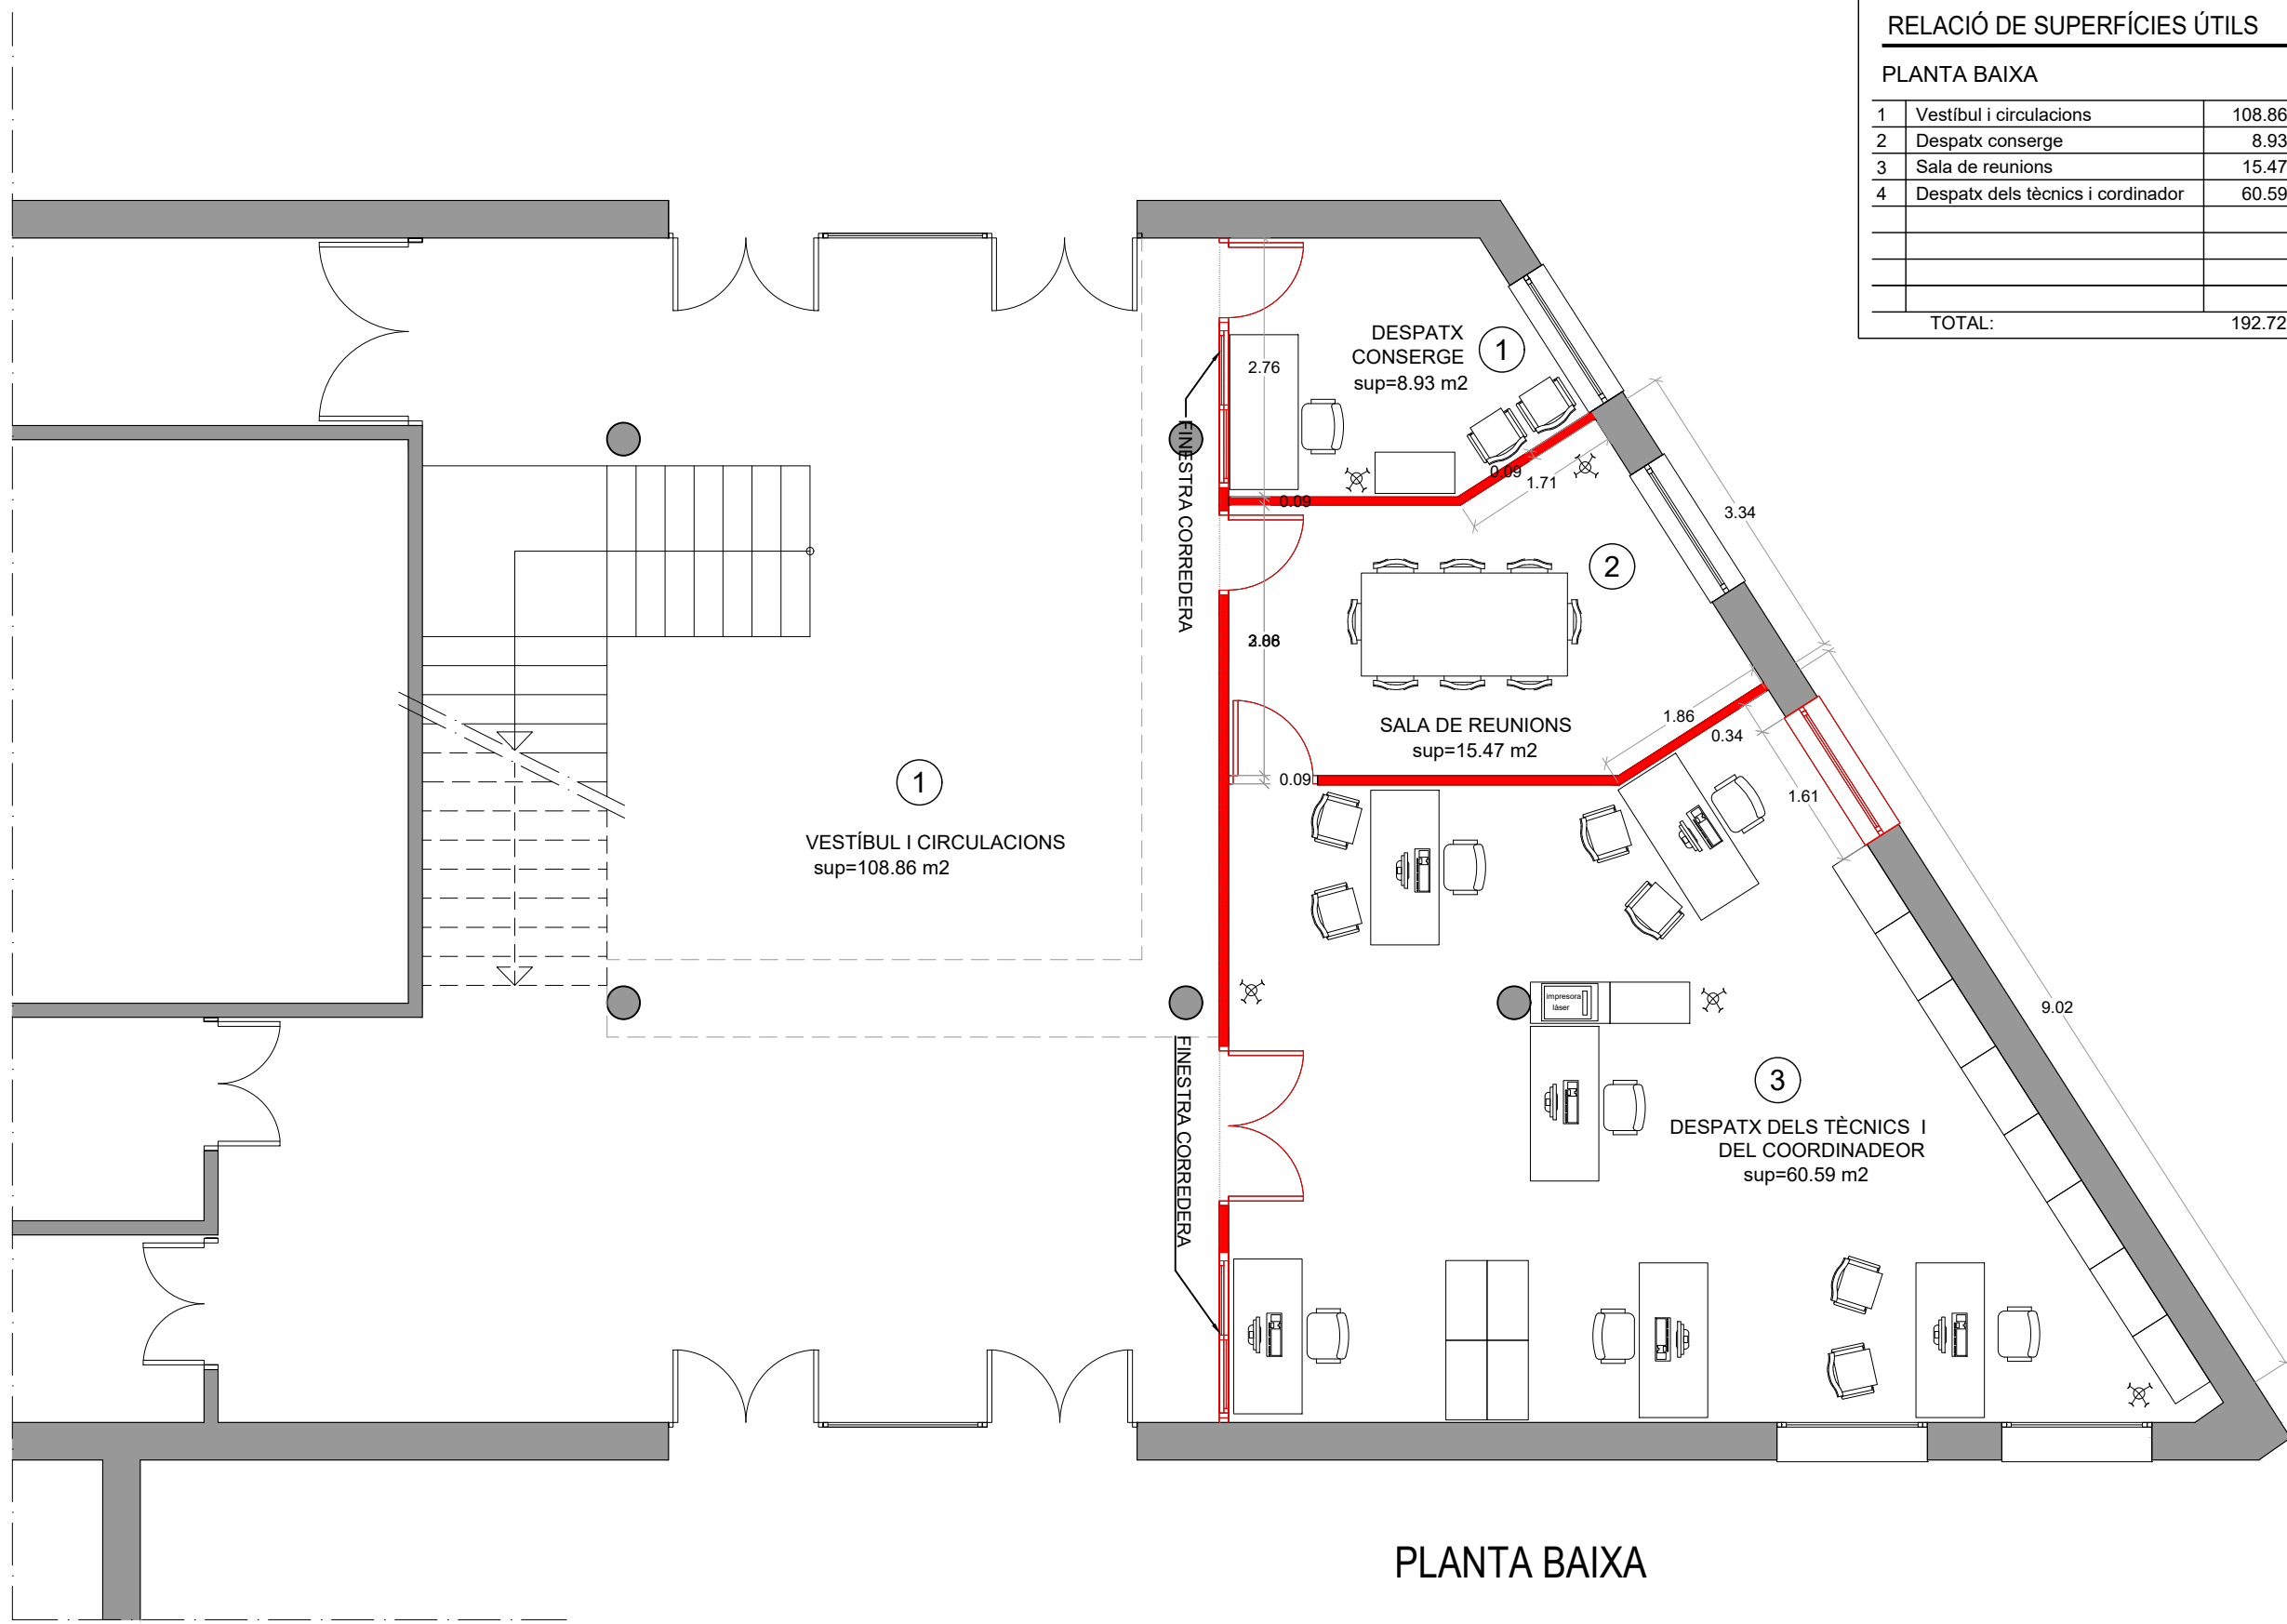 RELACIÓ DE SUPERFÍCIES ÚTILS
PLANTA BAIXA
1 Vestíbul i circulacions 108.86
2 Despatx conserge 8.93
3 Sala de reunions 15.47
4 Despatx dels tècnics i cordinador 60.59
TOTAL: 192.72
DESPATX
CONSERGE
sup=8.93 m2
1
2.76
FINESTRA CORREDERA
0.09
1.71
0.09
3.34
2
SALA DE REUNIONS
sup=15.47 m2
1.86
0.34
0.09
1.61
1
VESTÍBUL I CIRCULACIONS
sup=108.86 m2
impresora
láser
9.02
FINESTRA CORREDERA
3
DESPATX DELS TÈCNICS I
DEL COORDINADEOR
sup=60.59 m2
PLANTA BAIXA